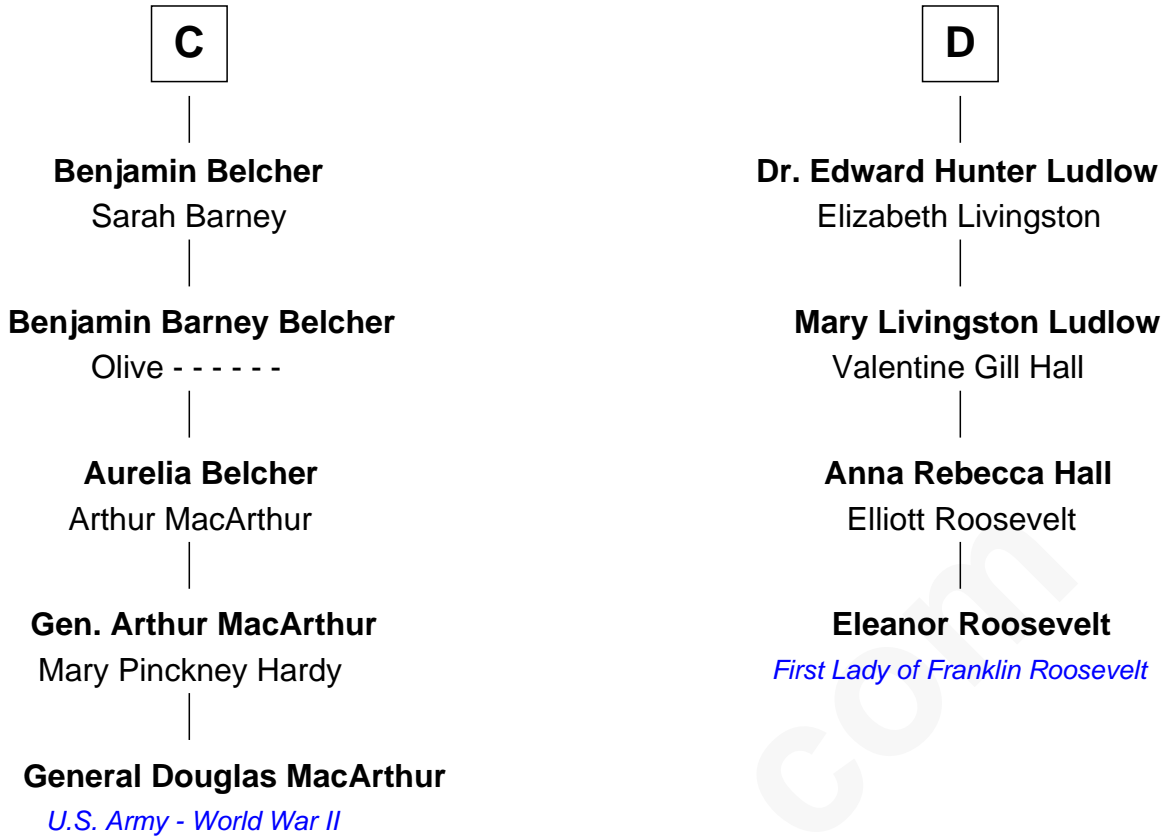 C
Benjamin Belcher
Sarah Barney
Benjamin Barney Belcher
Olive - - - - - -
Aurelia Belcher
Arthur MacArthur
Gen. Arthur MacArthur
Mary Pinckney Hardy
General Douglas MacArthur
U.S. Army - World War II
D
Dr. Edward Hunter Ludlow
Elizabeth Livingston
Mary Livingston Ludlow
Valentine Gill Hall
Anna Rebecca Hall
Elliott Roosevelt
Eleanor Roosevelt
First Lady of Franklin Roosevelt
com